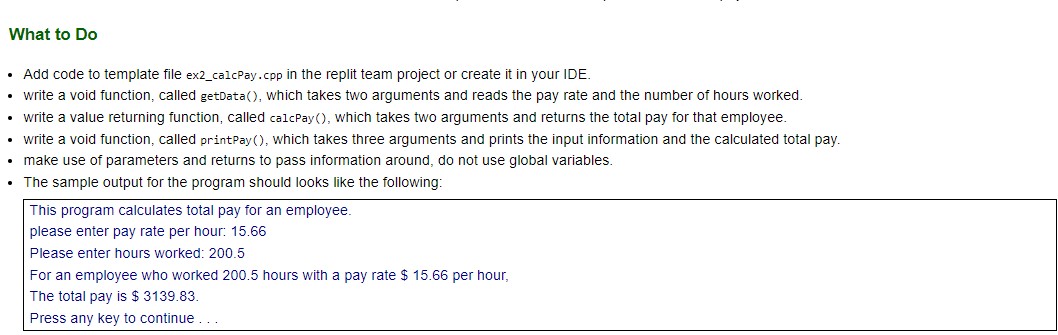 What to Do
• Add code to template file ex2_calcPay.cpp in the replit team project or create it in your IDE.
• write a void function, called getData(), which takes two arguments and reads the pay rate and the number of hours worked.
• write a value returning function, called calcPay(), which takes two arguments and returns the total pay for that employee.
• write a void function, called printPay(), which takes three arguments and prints the input information and the calculated total pay.
• make use of parameters and returns to pass information around, do not use global variables.
• The sample output for the program should looks like the following:
This program calculates total pay for an employee.
please enter pay rate per hour: 15.66
Please enter hours worked: 200.5
For an employee who worked 200.5 hours with a pay rate $ 15.66 per hour,
The total pay is $ 3139.83.
Press any key to continue . . .